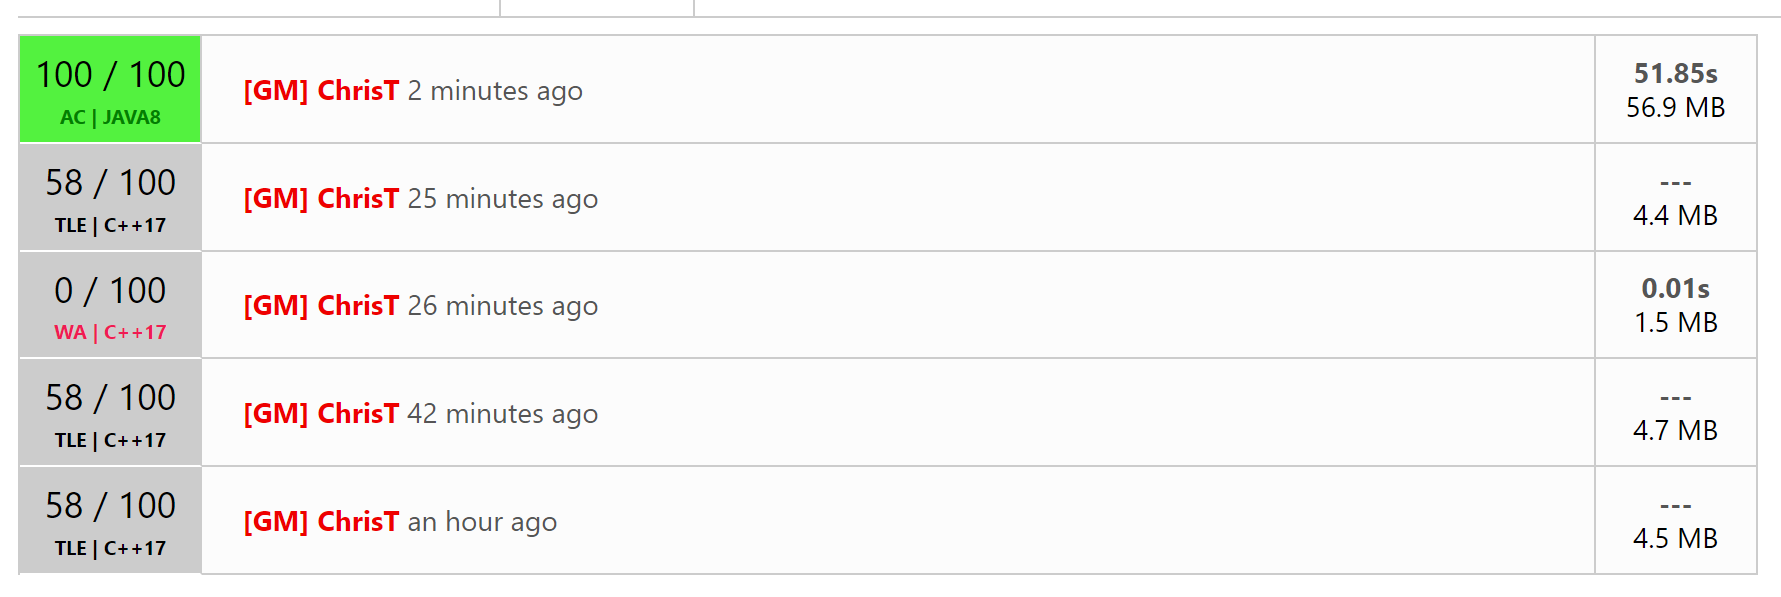 100 / 100
AC | JAVA8
[GM] ChrisT 2 minutes ago
51.85s
56.9 MB
58 / 100
TLE | C++17
[GM] ChrisT 25 minutes ago
---
4.4 MB
0 / 100
WA | C++17
[GM] ChrisT 26 minutes ago
0.01s
1.5 MB
58 / 100
TLE | C++17
[GM] ChrisT 42 minutes ago
---
4.7 MB
58 / 100
TLE | C++17
[GM] ChrisT an hour ago
---
4.5 MB